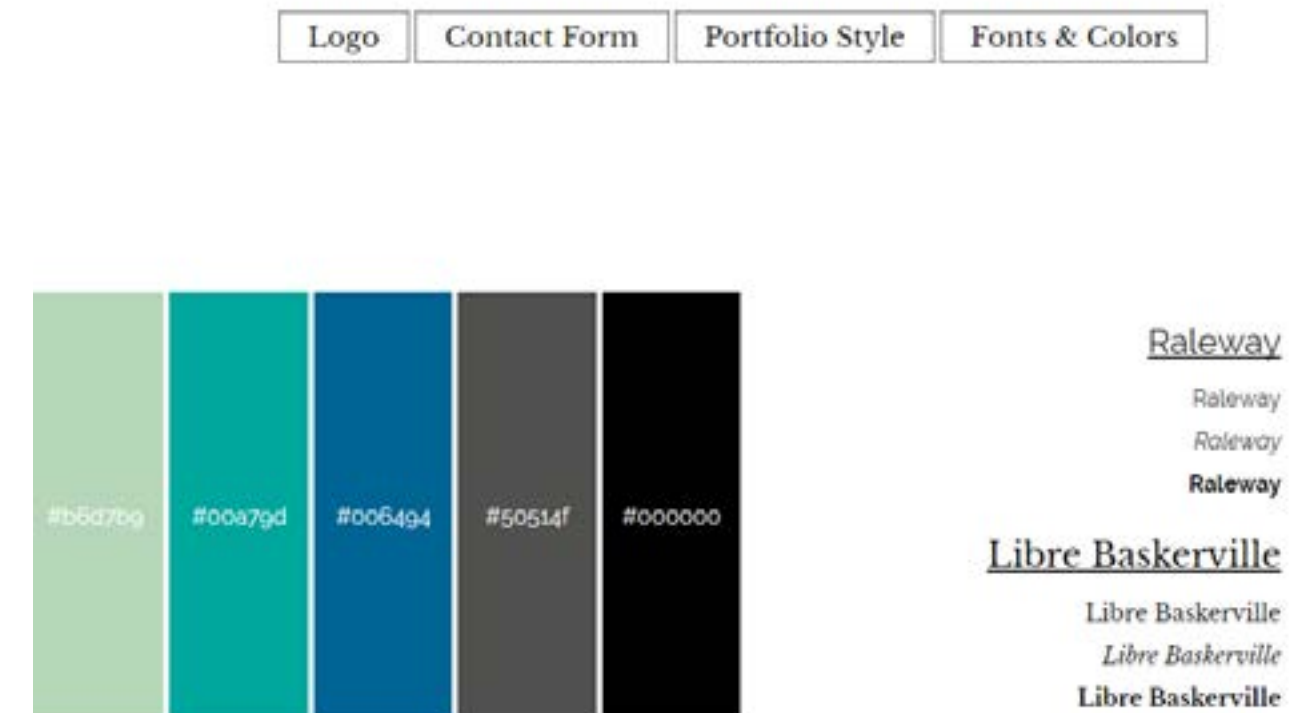 Logo
Contact Form
Portfolio Style
Fonts & Colors
#b6d7b9
#00a79d
#006494
#50514f
#000000
Raleway
Raleway
Raleway
Raleway
Libre Baskerville
Libre Baskerville
Libre Baskerville
Libre Baskerville